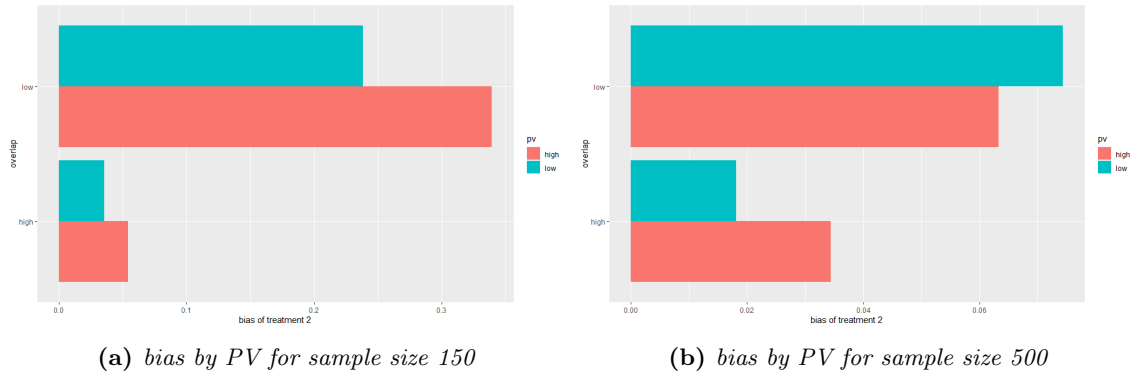 low
high
overlap
0.0
0.1
0.2
0.3
bias of treatment 2
pv
high
low
(a) bias by PV for sample size 150
low
high
overlap
0.00
0.02
0.04
0.06
bias of treatment 2
pv
high
low
(b) bias by PV for sample size 500